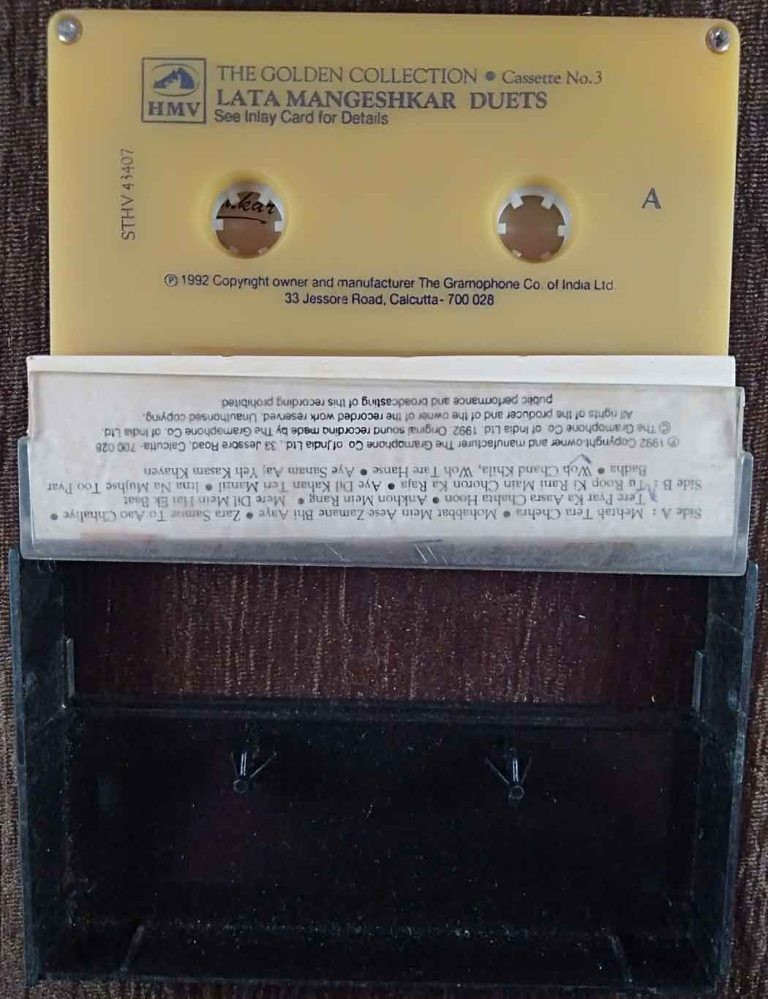 THE GOLDEN COLLECTION ● Cassette No.3
HMV
LATA MANGESHKAR DUETS
See Inlay Card for Details
STHV 43407
A
℗ 1992 Copyright owner and manufacturer The Gramophone Co. of India Ltd.
33 Jessore Road, Calcutta- 700 028
Side A : Mehtab Tera Chehra ● Mohabbat Mein Aese Zamane Bhi Aaye ● Zara Samne To Aao Chhaliye ●
Tera Pyar Ka Aasra Chahta Hoon ● Ankhon Mein Rang ● Mere Dil Mein Hai Ek Baat
Side B : Tu Roop Ki Rani Main Choron Ka Raja ● Aye Dil Kahan Teri Manzil ● Itna Na Mujhse Too Pyar
Badha ● Woh Chand Khila, Woh Tare Hanse ● Aye Sanam Aaj Yeh Kasam Khayen
℗ 1992 Copyright-owner and manufacturer The Gramophone Co of India Ltd., 33 Jessore Road, Calcutta- 700 028
© The Gramophone Co of India Ltd 1992 Original sound recording made by The Gramophone Co. of India Ltd.
All rights of the producer and of the owner of the recorded work reserved. Unauthorised copying,
public performance and broadcasting of this recording prohibited.